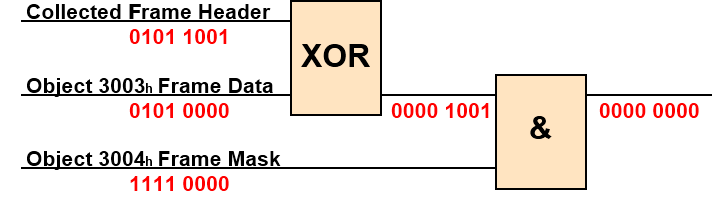 Collected Frame Header
0101 1001
XOR
Object 3003h Frame Data
0101 0000
0000 1001
&
0000 0000
Object 3004h Frame Mask
1111 0000